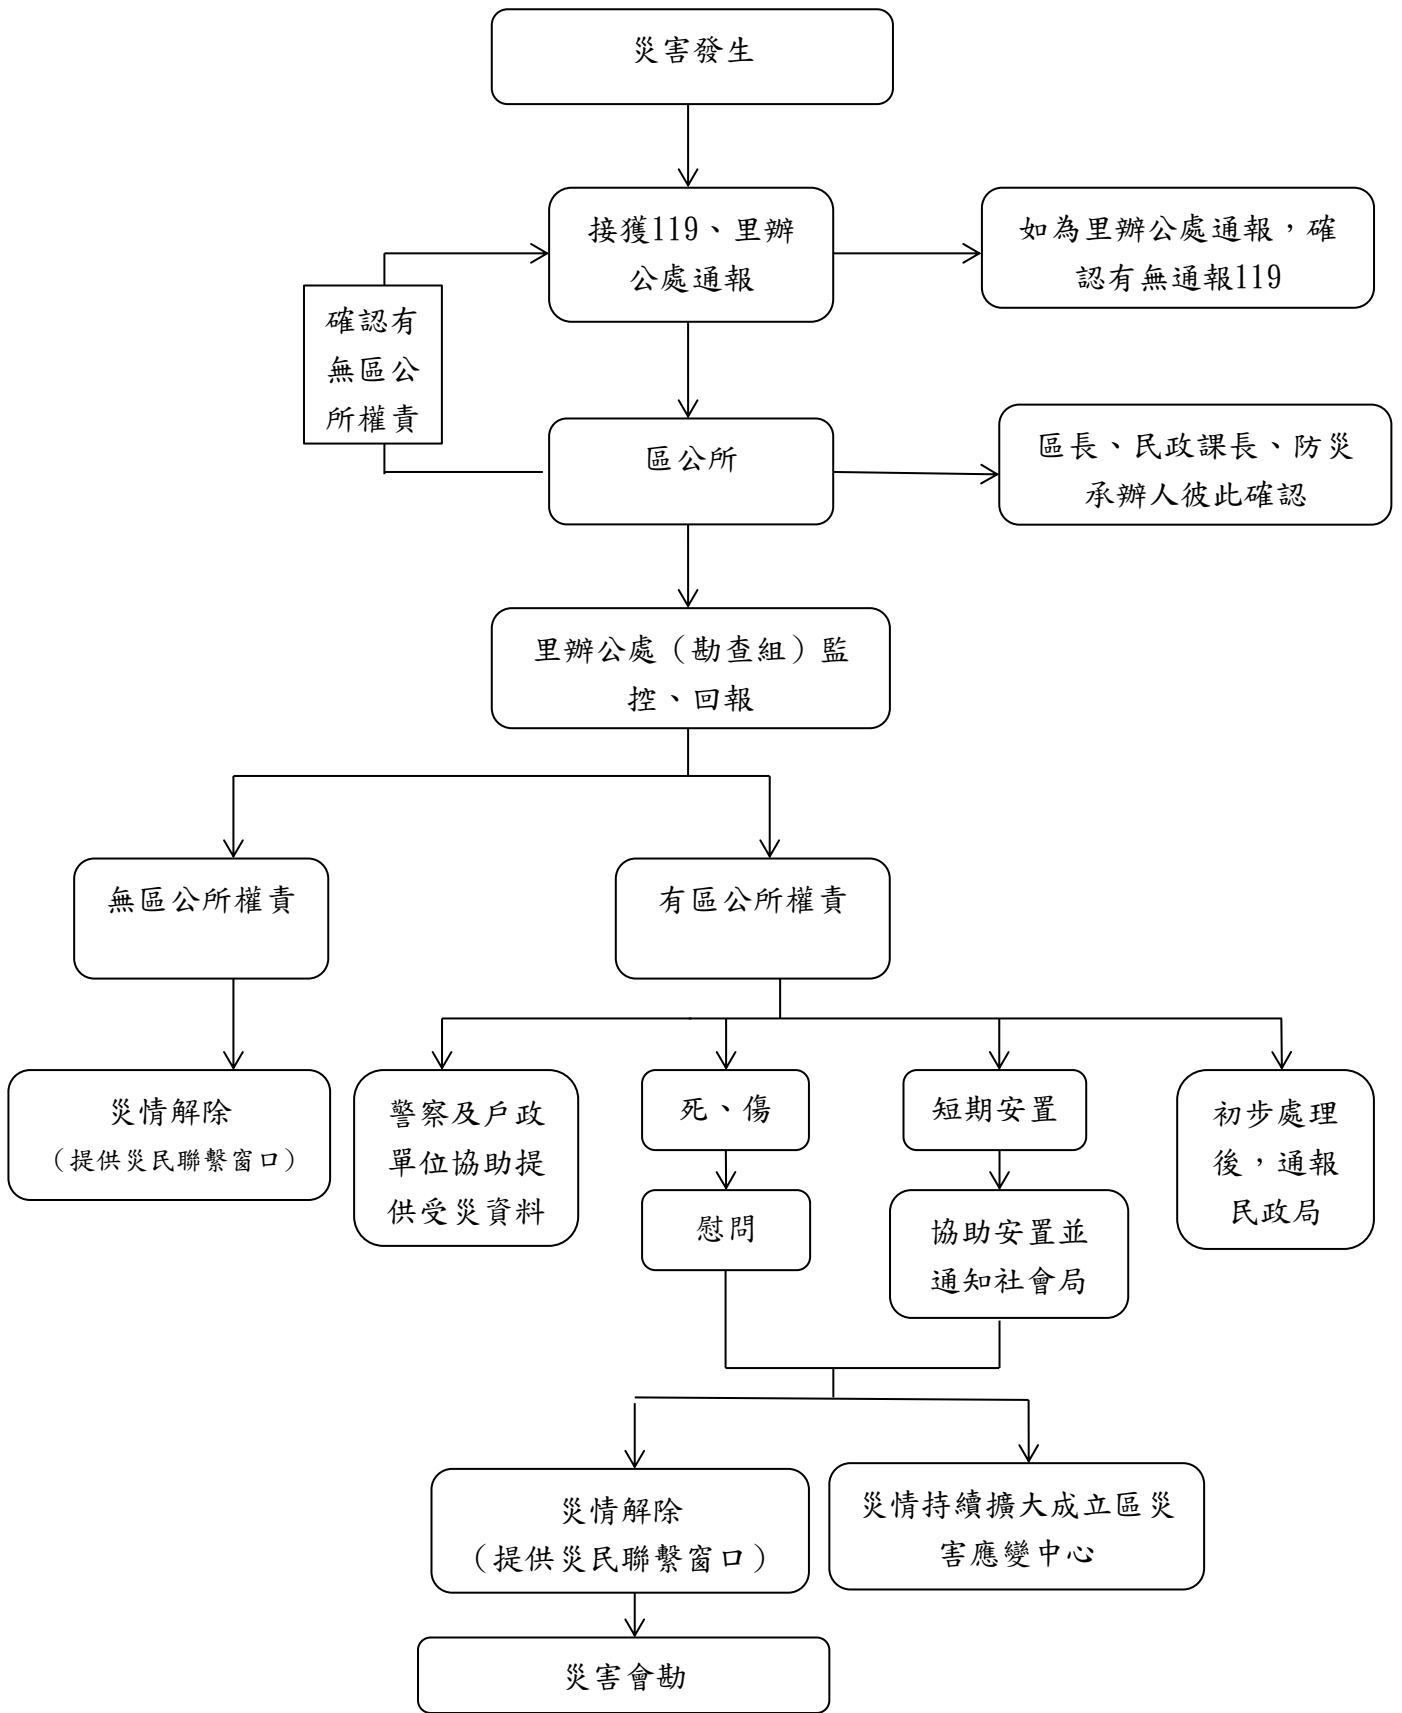 災害發生
接獲119、里辦
公處通報
如為里辦公處通報，確
認有無通報119
確認有
無區公
所權責
區公所
區長、民政課長、防災
承辦人彼此確認
里辦公處（勘查組）監
控、回報
無區公所權責
有區公所權責
災情解除
（提供災民聯繫窗口）
警察及戶政
單位協助提
供受災資料
死、傷
短期安置
初步處理
後，通報
民政局
慰問
協助安置並
通知社會局
災情解除
（提供災民聯繫窗口）
災情持續擴大成立區災
害應變中心
災害會勘